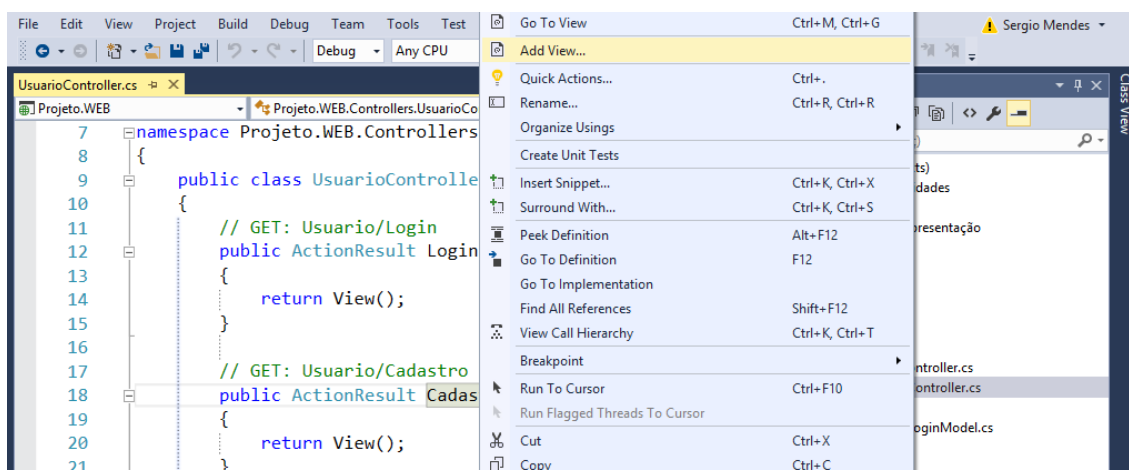 File Edit View Project Build Debug Team Tools Test
Sergio Mendes
Debug Any CPU
UsuarioController.cs
Projeto.WEB Projeto.WEB.Controllers.UsuarioCo
7 namespace Projeto.WEB.Controllers
8 {
9 public class UsuarioControlle
10 {
11 // GET: Usuario/Login
12 public ActionResult Login
13 {
14 return View();
15 }
16
17 // GET: Usuario/Cadastro
18 public ActionResult Cadas
19 {
20 return View();
21 }
Go To View Ctrl+M, Ctrl+G
Add View...
Quick Actions... Ctrl+.
Rename... Ctrl+R, Ctrl+R
Organize Usings
Create Unit Tests
Insert Snippet... Ctrl+K, Ctrl+X
Surround With... Ctrl+K, Ctrl+S
Peek Definition Alt+F12
Go To Definition F12
Go To Implementation
Find All References Shift+F12
View Call Hierarchy Ctrl+K, Ctrl+T
Breakpoint
Run To Cursor Ctrl+F10
Run Flagged Threads To Cursor
Cut Ctrl+X
Copy Ctrl+C
ts)
dades
resentação
ntroller.cs
ontroller.cs
oginModel.cs
Class View